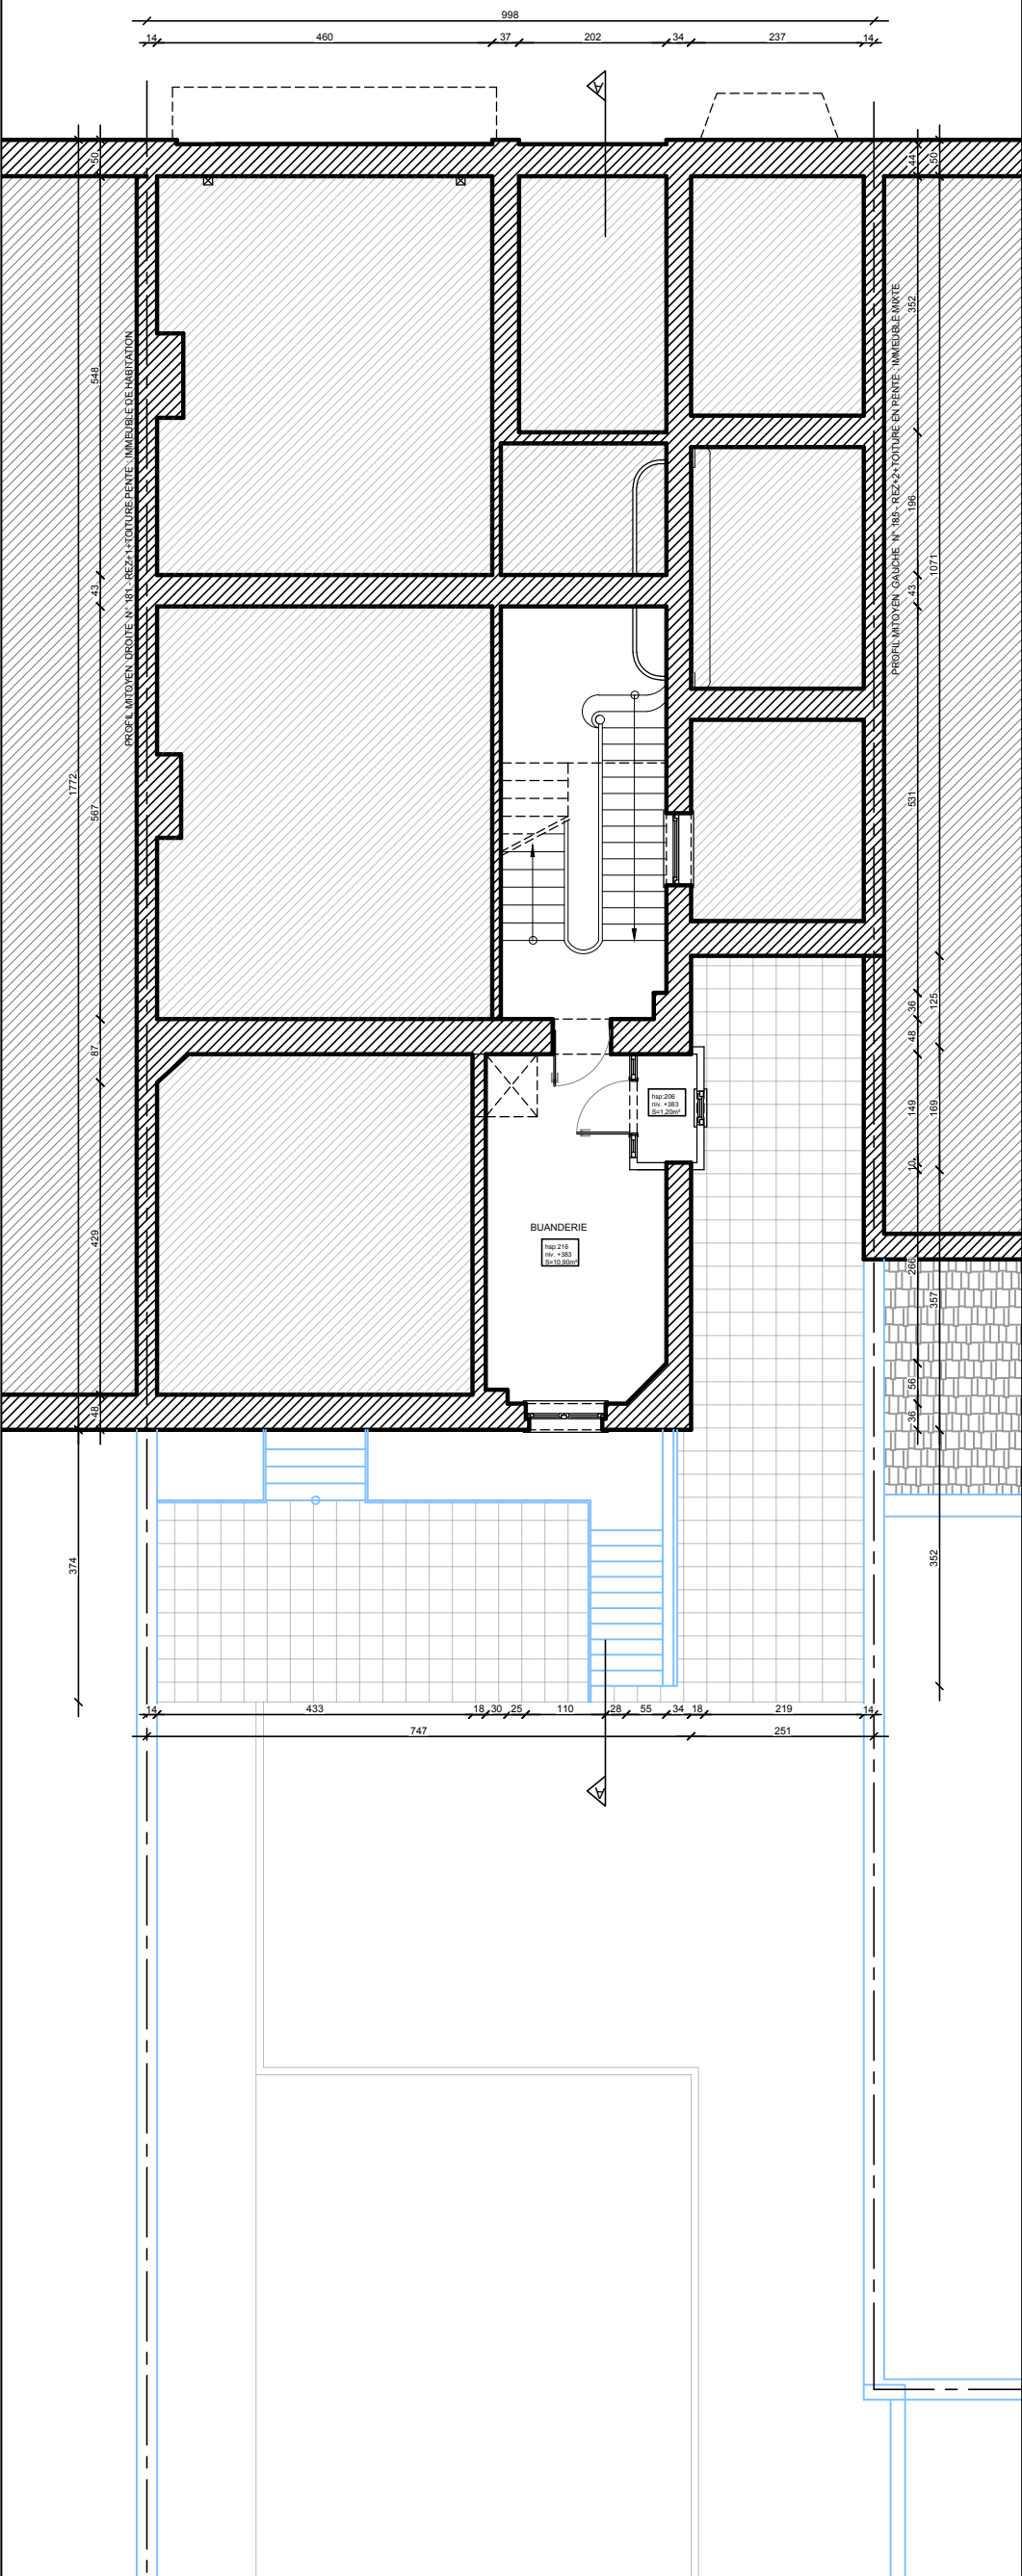 998
14 460 37 202 34 237 14
A
50
548
43
567
87
429
48
1772
374
PROFIL MITOYEN DROITE N° 181 - REZ+1+TOITURE PENTE : IMMEUBLE DE HABITATION
PROFIL MITOYEN GAUCHE N° 185 - REZ+2+TOITURE EN PENTE : IMMEUBLE MIXTE
44
352
196
43
531
36
48
149
10
266
56
36
50
1071
125
169
357
352
hsp:206
niv. +383
S=1,20m²
BUANDERIE
hsp:216
niv. +383
S=10,90m²
14 433 18 30 25 110 28 55 34 18 219 14
747 251
A